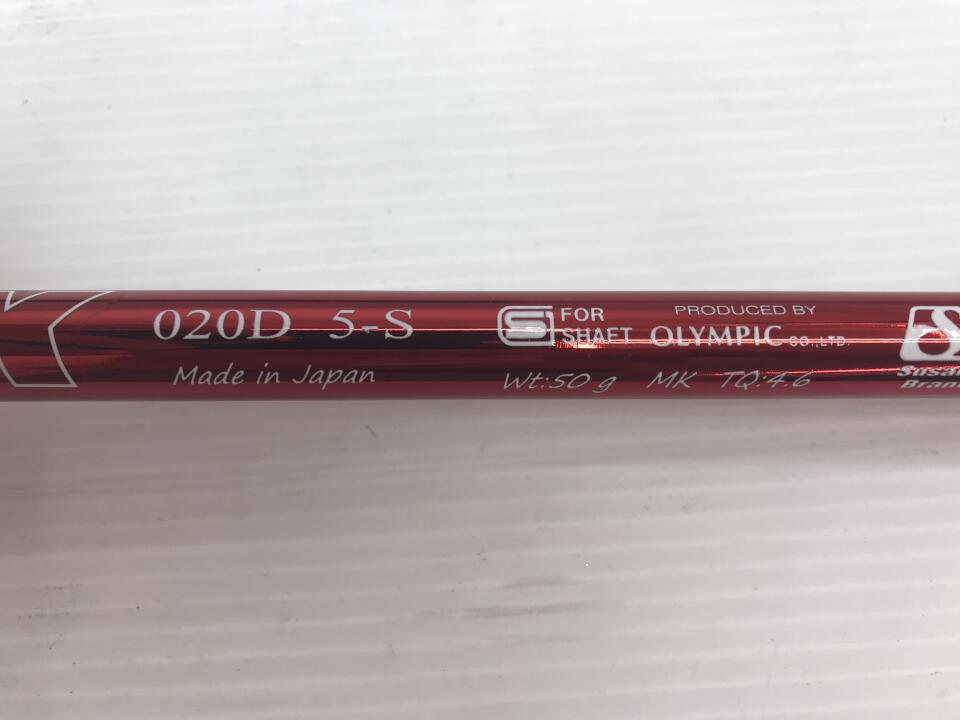 020D 5-S
Made in Japan
FOR
SHAFT
PRODUCED BY
OLYMPIC CO.,LTD.
Wt:50 g MK TQ:4.6